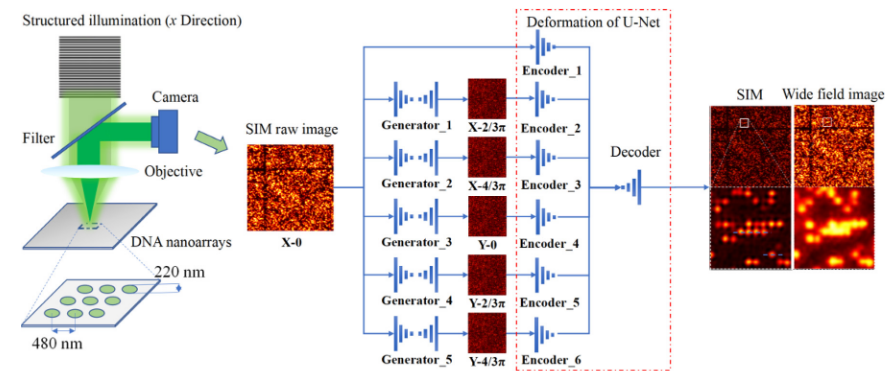 Structured illumination (x Direction)
Camera
Filter
Objective
DNA nanoarrays
220 nm
480 nm
SIM raw image
X-0
Generator_1
X-2/3π
Generator_2
X-4/3π
Generator_3
Y-0
Generator_4
Y-2/3π
Generator_5
Y-4/3π
Deformation of U-Net
Encoder_1
Encoder_2
Encoder_3
Encoder_4
Encoder_5
Encoder_6
Decoder
SIM
Wide field image